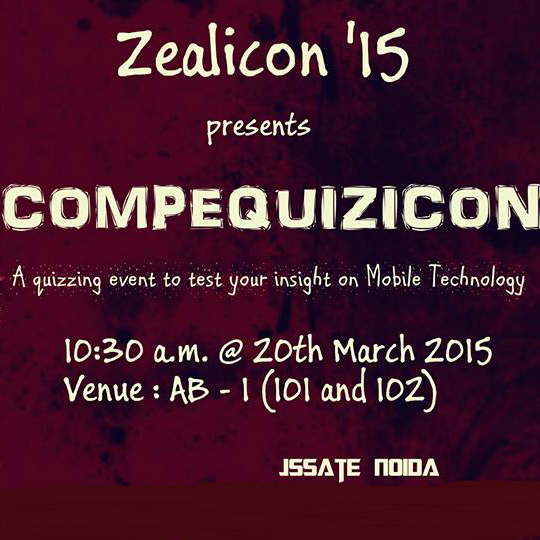 Zealicon '15
presents
COMPEQUIZICON
A quizzing event to test your insight on Mobile Technology
10:30 a.m. @ 20th March 2015
Venue : AB - 1 (101 and 102)
JSSATE NOIDA